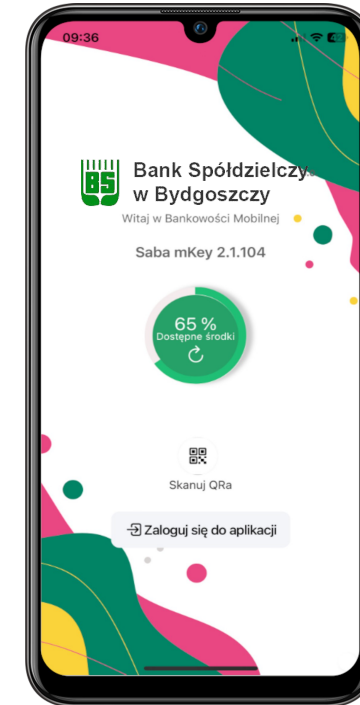 09:36
BS
Bank Spółdzielczy
w Bydgoszczy
Witaj w Bankowości Mobilnej
Saba mKey 2.1.104
65 %
Dostępne środki
Skanuj QRa
Zaloguj się do aplikacji